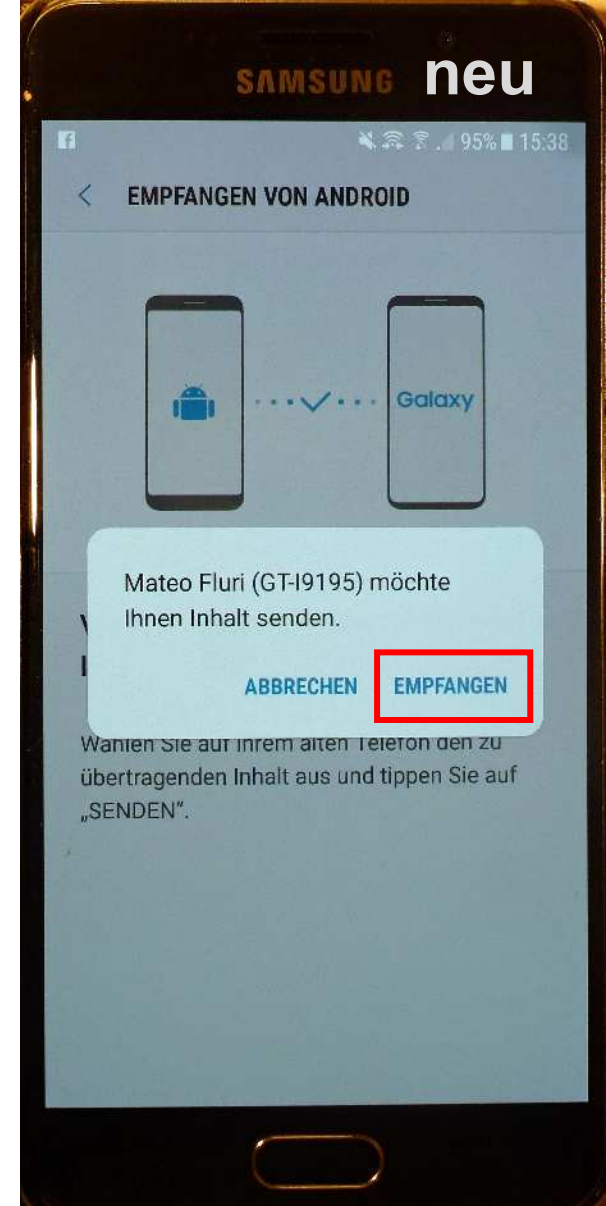 SAMSUNG neu
95% 15:38
EMPFANGEN VON ANDROID
Galaxy
Mateo Fluri (GT-I9195) möchte
Ihnen Inhalt senden.
ABBRECHEN EMPFANGEN
Wählen Sie auf Ihrem alten Telefon den zu
übertragenden Inhalt aus und tippen Sie auf
„SENDEN".